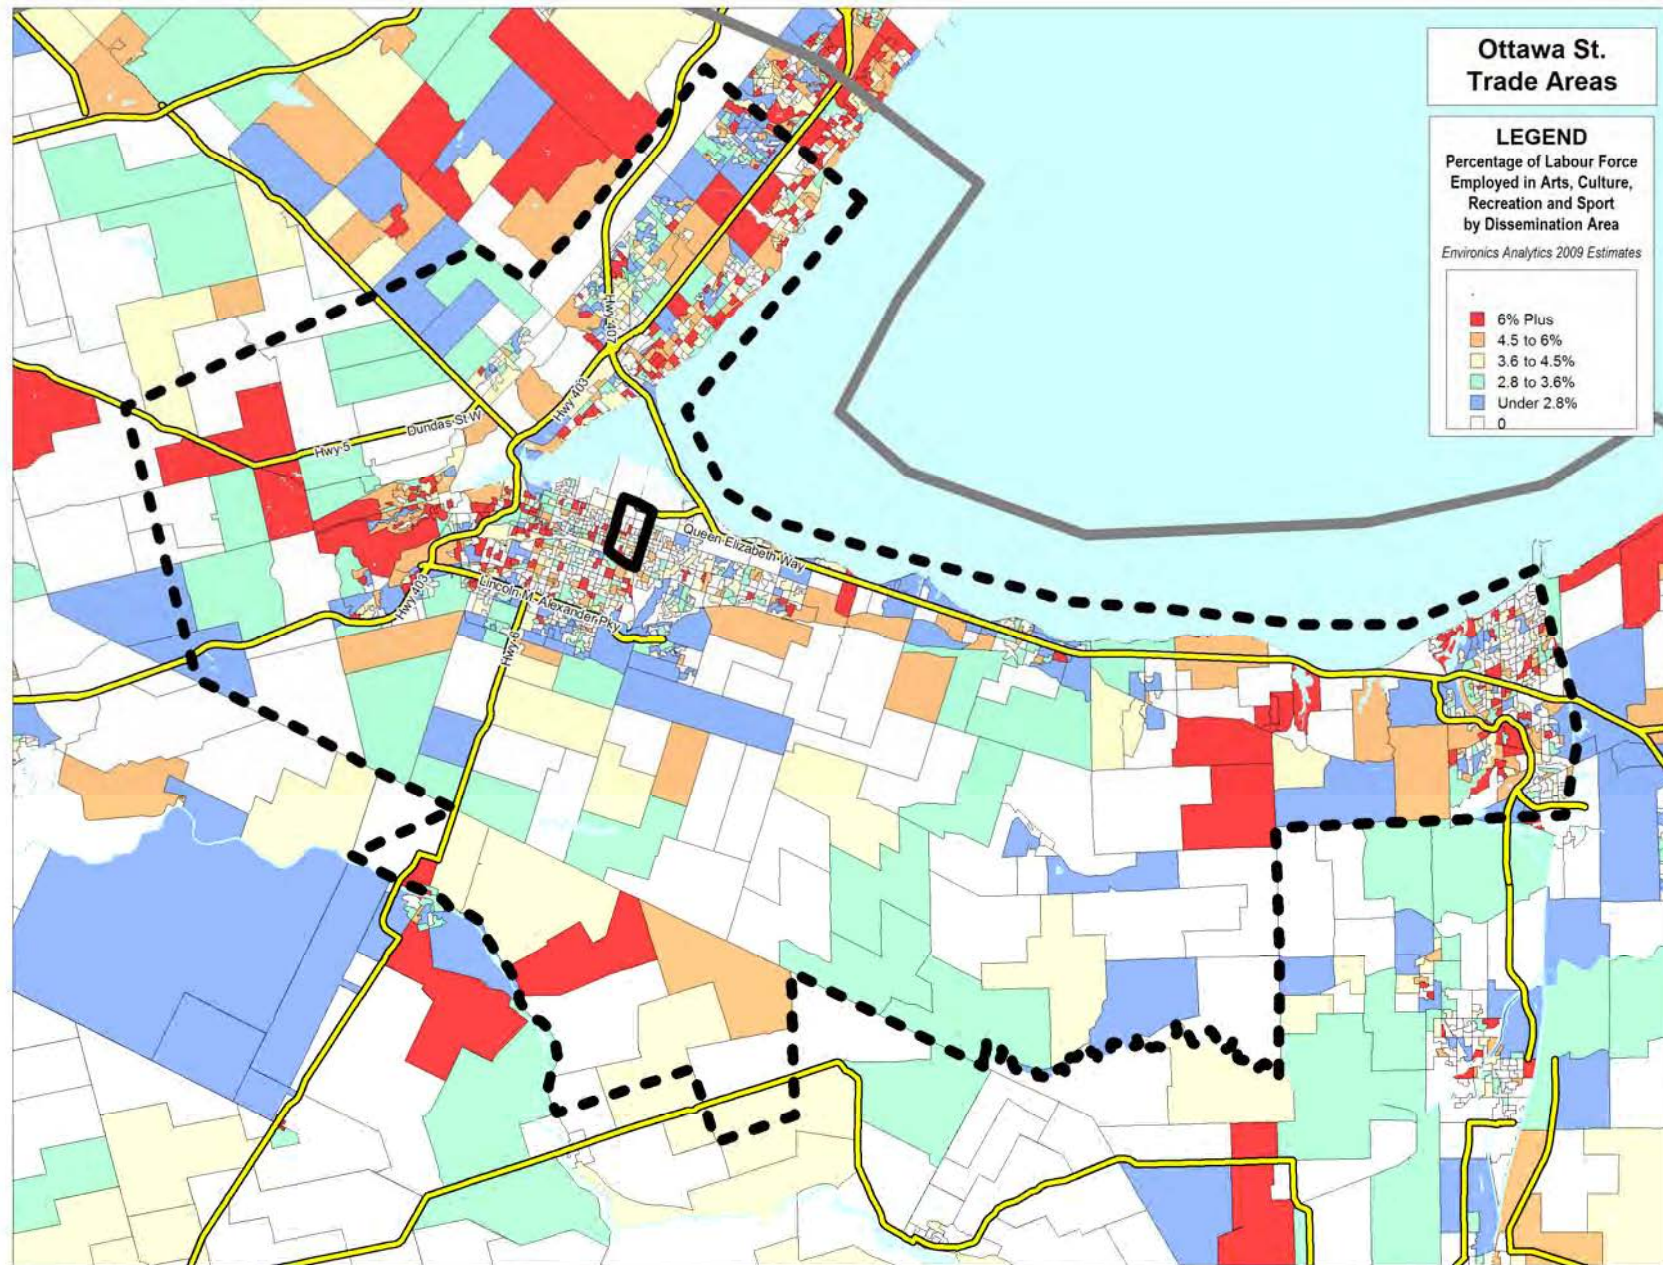 Ottawa St.
Trade Areas
LEGEND
Percentage of Labour Force
Employed in Arts, Culture,
Recreation and Sport
by Dissemination Area
Environics Analytics 2009 Estimates
6% Plus
4.5 to 6%
3.6 to 4.5%
2.8 to 3.6%
Under 2.8%
0
Hwy 407
Hwy 403
Dundas St W
Hwy 5
Queen Elizabeth Way
Hwy 403
Lincoln M. Alexander Pky
Hwy 6